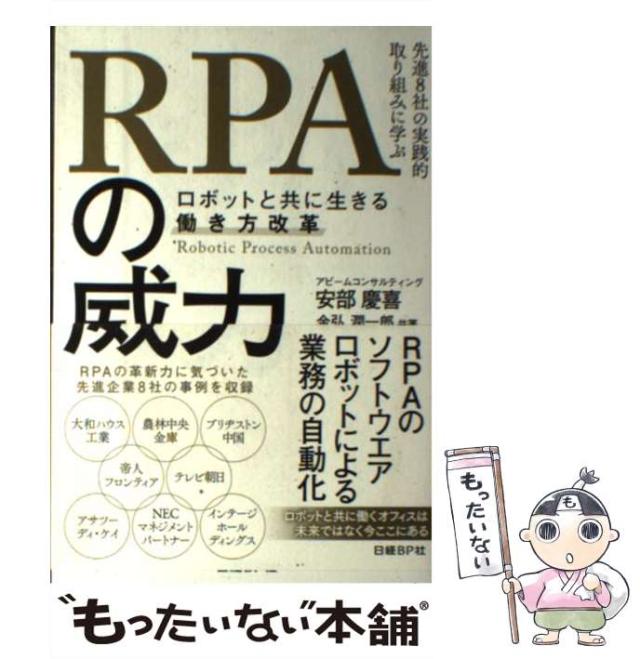 先進8社の実践的
取り組みに学ぶ
RPA
の
威力
ロボットと共に生きる
働き方改革
Robotic Process Automation
アビームコンサルティング
安部 慶喜
金弘 潤一郎 共著
RPAの
ソフトウエア
ロボットによる
業務の自動化
RPAの革新力に気づいた
先進企業8社の事例を収録
大和ハウス
工業
農林中央
金庫
ブリヂストン
中国
帝人
フロンティア
テレビ朝日
アサツー
ディ・ケイ
NEC
マネジメント
パートナー
インテージ
ホール
ディングス
ロボットと共に働くオフィスは
未来ではなく今ここにある
日経BP社
"もったいない"本舗®
もったいない
も